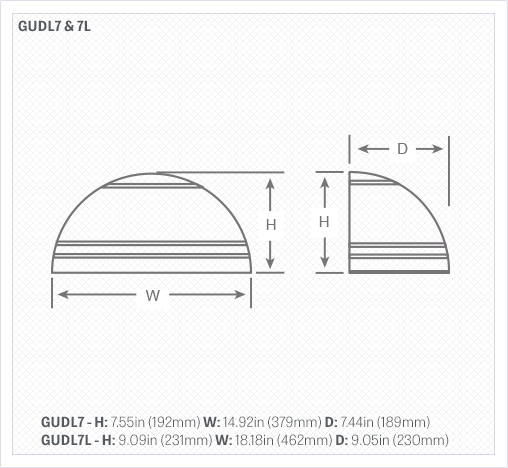 GUDL7 & 7L
D
H
H
W
GUDL7 - H: 7.55in (192mm) W: 14.92in (379mm) D: 7.44in (189mm)
GUDL7L - H: 9.09in (231mm) W: 18.18in (462mm) D: 9.05in (230mm)